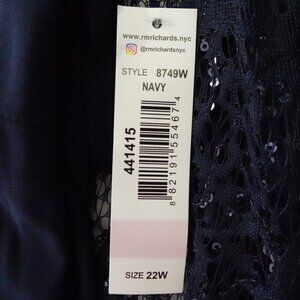 www.rmrichards.nyc
@rmrichardsnyc
STYLE 8749W
NAVY
441415
8 82191 55467 4
SIZE 22W